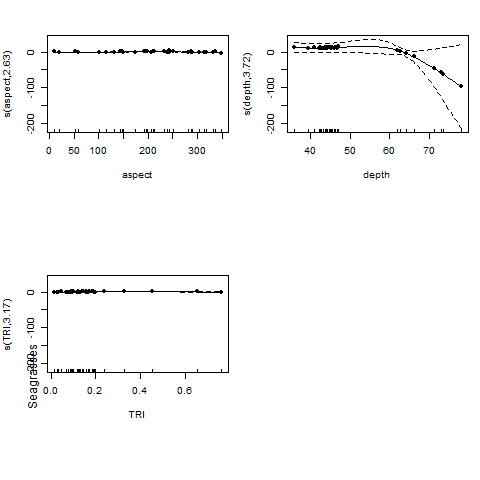 s(aspect,2.63)
0
-100
-200
0 50 100 200 300
aspect
s(depth,3.72)
0
-100
-200
40 50 60 70
depth
s(TRI,3.17)
0
-100
-200
Seagrasses
0.0 0.2 0.4 0.6
TRI